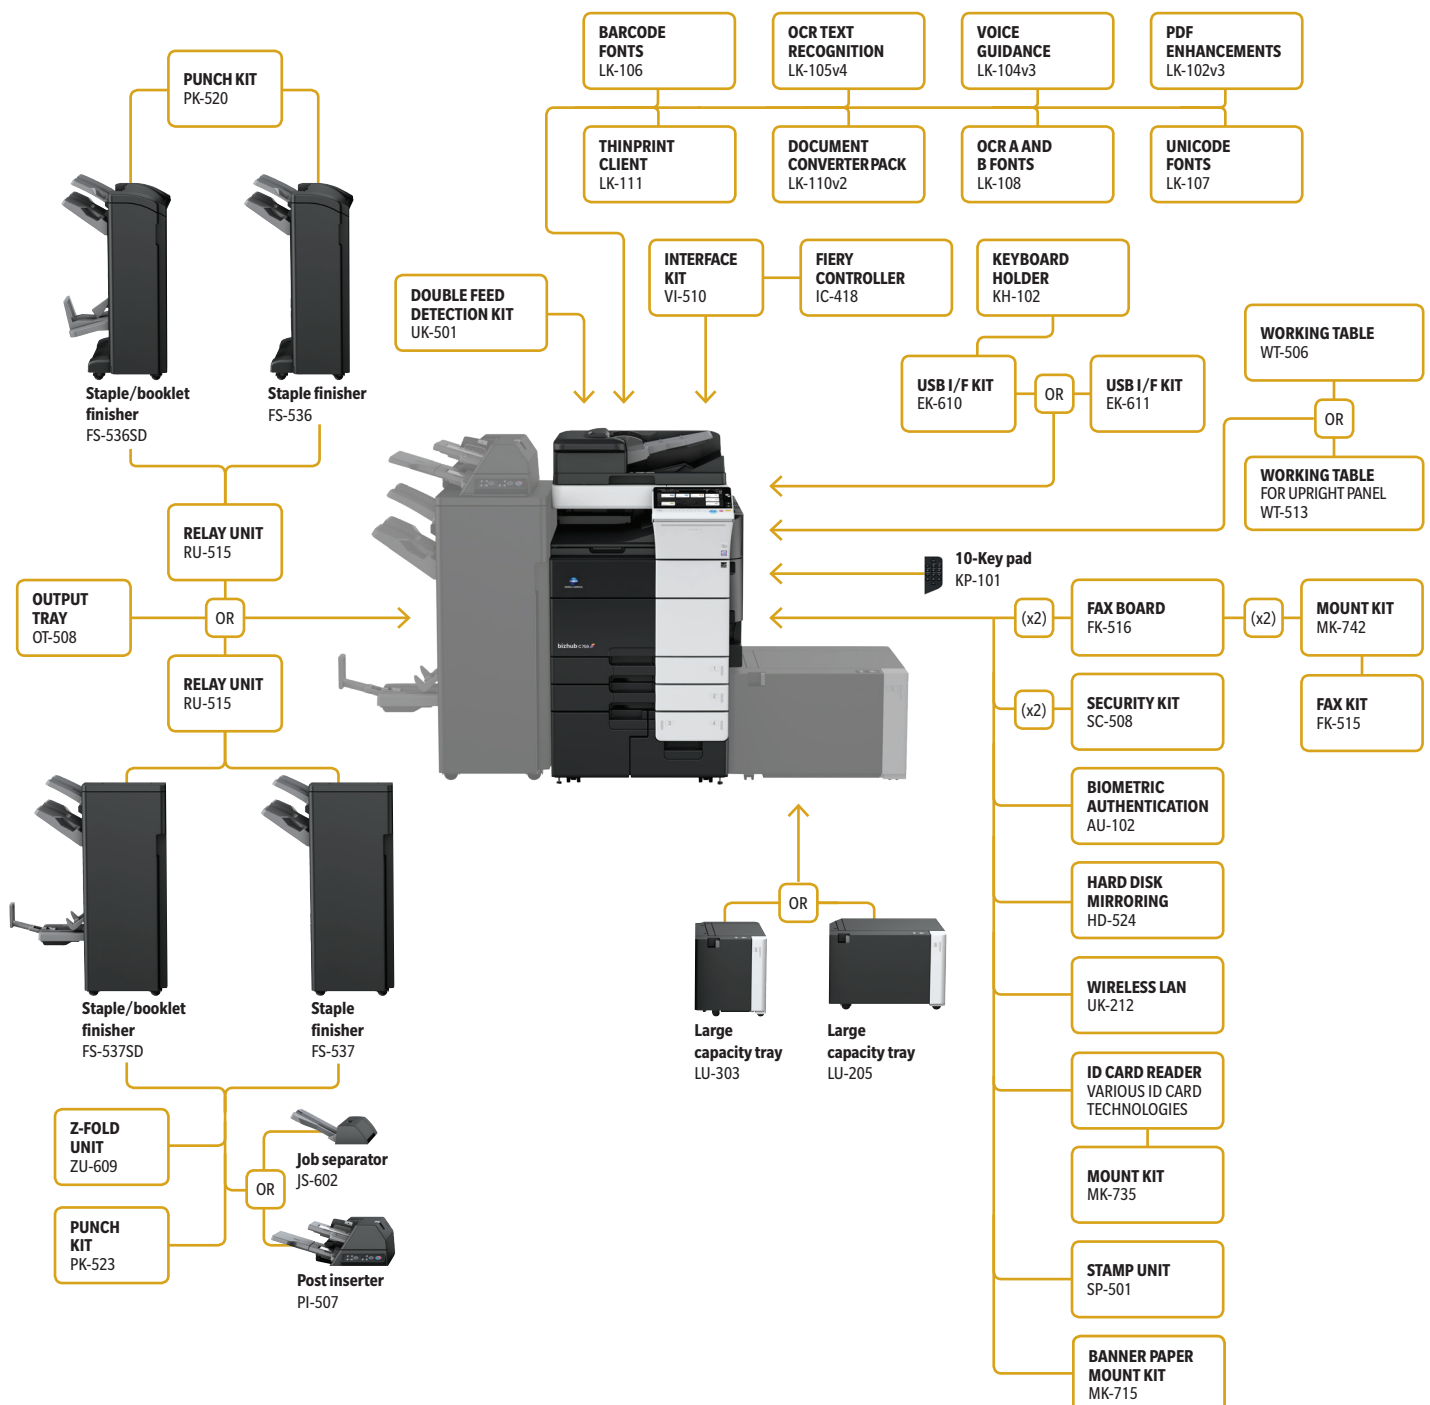 BARCODE
FONTS
LK-106
OCR TEXT
RECOGNITION
LK-105v4
VOICE
GUIDANCE
LK-104v3
PDF
ENHANCEMENTS
LK-102v3
PUNCH KIT
PK-520
THINPRINT
CLIENT
LK-111
DOCUMENT
CONVERTER PACK
LK-110v2
OCR A AND
B FONTS
LK-108
UNICODE
FONTS
LK-107
INTERFACE
KIT
VI-510
FIERY
CONTROLLER
IC-418
KEYBOARD
HOLDER
KH-102
DOUBLE FEED
DETECTION KIT
UK-501
WORKING TABLE
WT-506
USB I/F KIT
EK-610
OR
USB I/F KIT
EK-611
OR
WORKING TABLE
FOR UPRIGHT PANEL
WT-513
Staple/booklet
finisher
FS-536SD
Staple finisher
FS-536
RELAY UNIT
RU-515
OUTPUT
TRAY
OT-508
OR
RELAY UNIT
RU-515
10-Key pad
KP-101
bizhub C759
(x2)
FAX BOARD
FK-516
(x2)
MOUNT KIT
MK-742
(x2)
SECURITY KIT
SC-508
FAX KIT
FK-515
BIOMETRIC
AUTHENTICATION
AU-102
HARD DISK
MIRRORING
HD-524
OR
WIRELESS LAN
UK-212
Large
capacity tray
LU-303
Large
capacity tray
LU-205
Staple/booklet
finisher
FS-537SD
Staple
finisher
FS-537
ID CARD READER
VARIOUS ID CARD
TECHNOLOGIES
Z-FOLD
UNIT
ZU-609
Job separator
JS-602
OR
MOUNT KIT
MK-735
PUNCH
KIT
PK-523
Post inserter
PI-507
STAMP UNIT
SP-501
BANNER PAPER
MOUNT KIT
MK-715